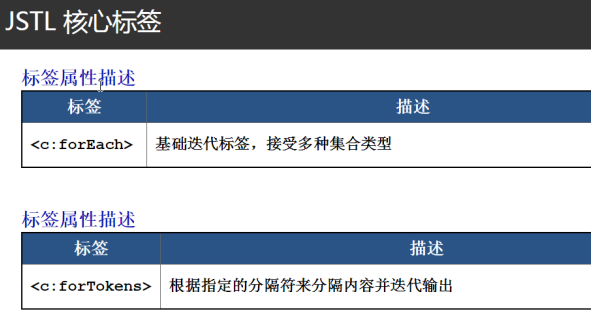 JSTL 核心标签
标签属性描述
标签 描述
<c:forEach> 基础迭代标签，接受多种集合类型
标签属性描述
标签 描述
<c:forTokens> 根据指定的分隔符来分隔内容并迭代输出